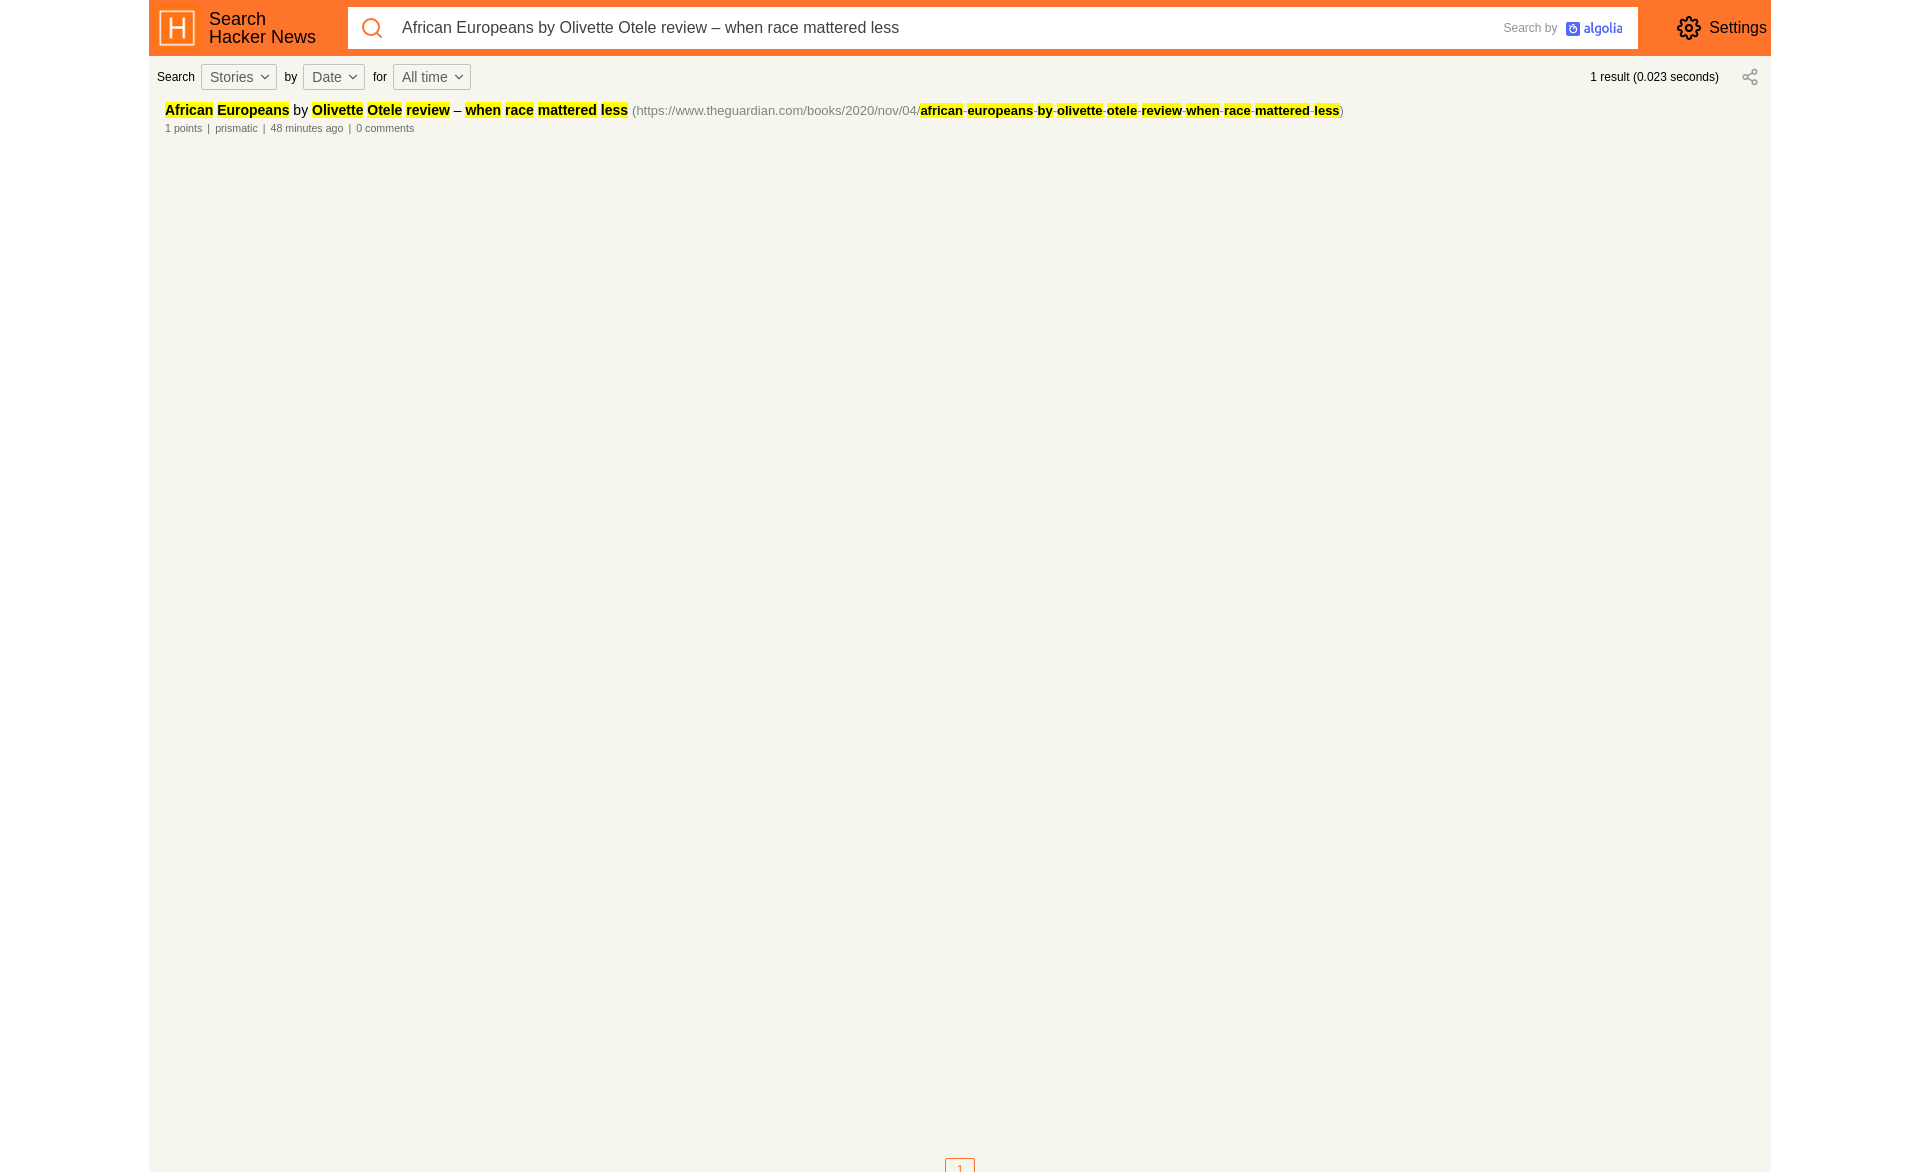 Search
Hacker News
African Europeans by Olivette Otele review – when race mattered less
Search by algolia
Settings
Search Stories by Date for All time
1 result (0.023 seconds)
African Europeans by Olivette Otele review – when race mattered less (https://www.theguardian.com/books/2020/nov/04/african-europeans-by-olivette-otele-review-when-race-mattered-less)
1 points | prismatic | 48 minutes ago | 0 comments
1